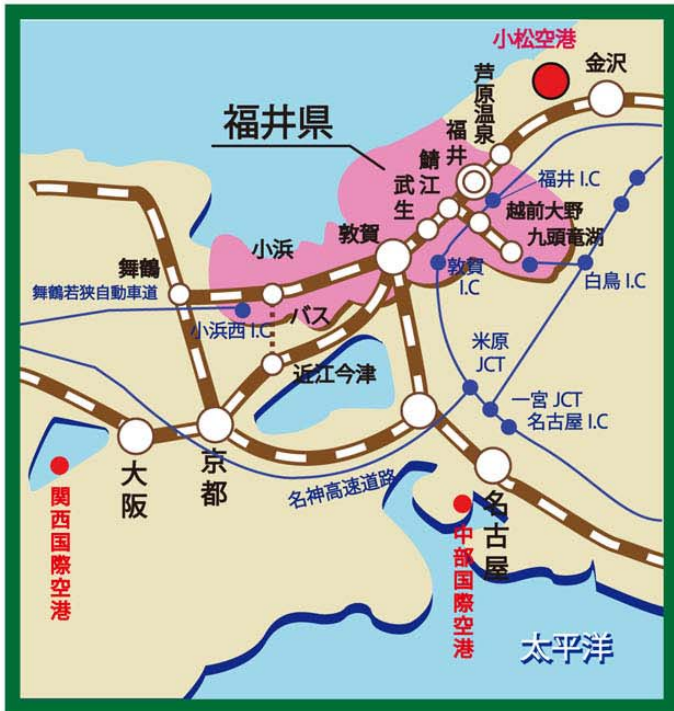 小松空港
金沢
芦原温泉
福井県
福井
鯖江
武生
福井 I.C
越前大野
九頭竜湖
小浜
敦賀
敦賀
I.C
白鳥 I.C
舞鶴
舞鶴若狭自動車道
小浜西 I.C
バス
近江今津
米原
JCT
一宮 JCT
名古屋 I.C
大阪
京都
名神高速道路
名古屋
関西国際空港
中部国際空港
太平洋